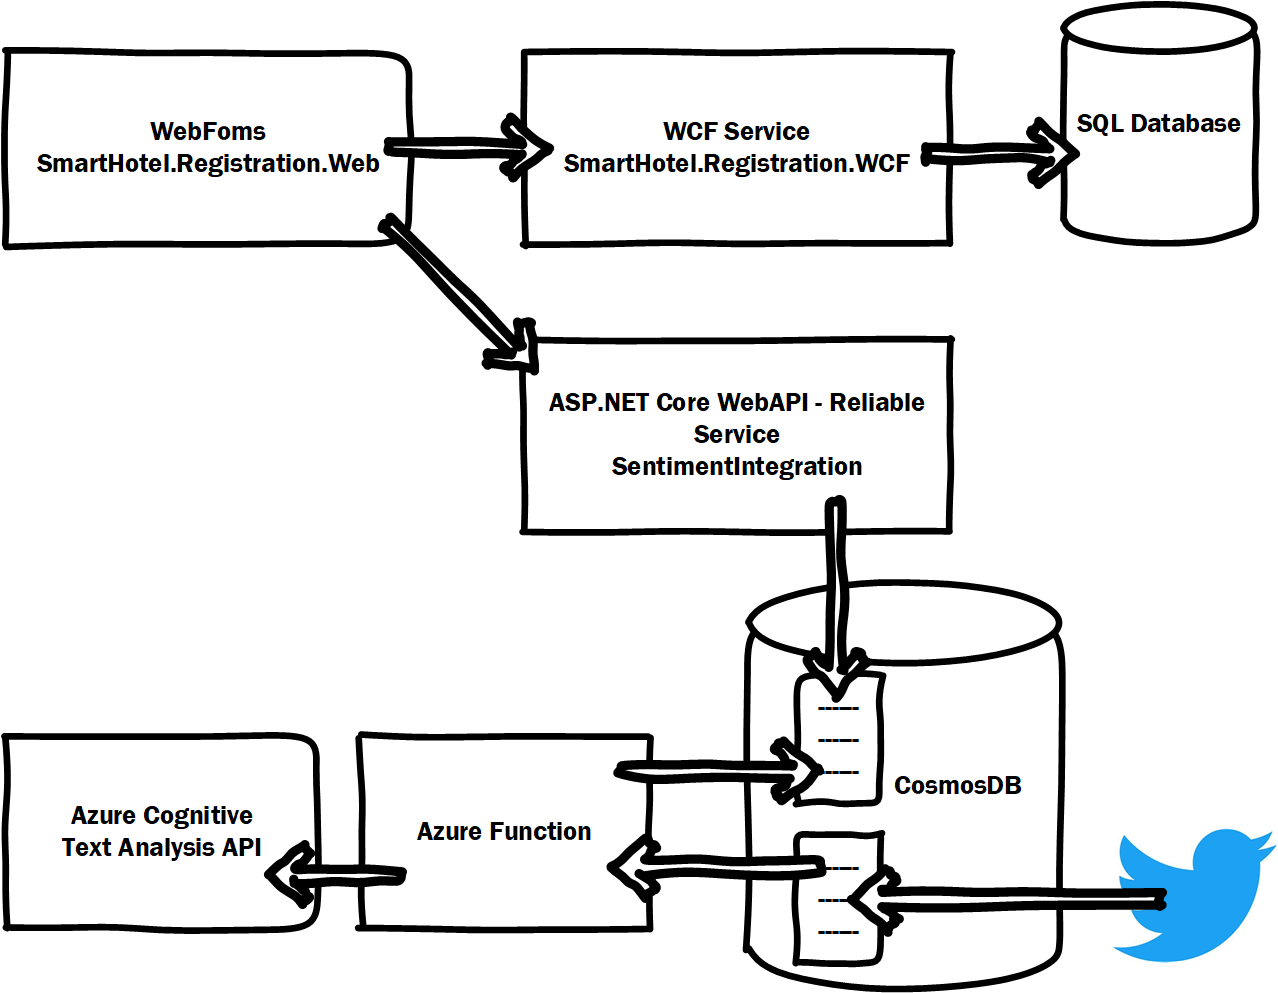 WebFoms
SmartHotel.Registration.Web
WCF Service
SmartHotel.Registration.WCF
SQL Database
ASP.NET Core WebAPI - Reliable
Service
SentimentIntegration
CosmosDB
Azure Cognitive
Text Analysis API
Azure Function